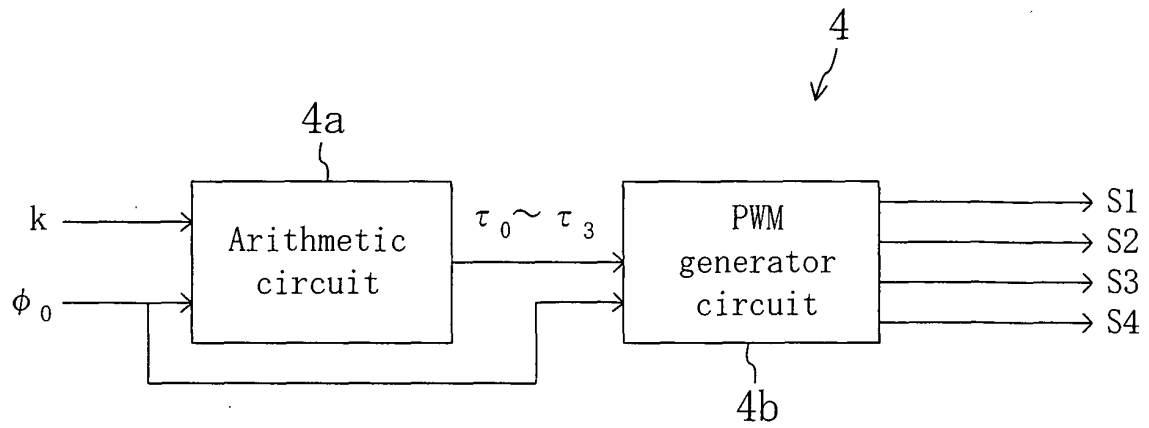 4
4a
k
φ0
Arithmetic
circuit
τ0~τ3
PWM
generator
circuit
S1
S2
S3
S4
4b